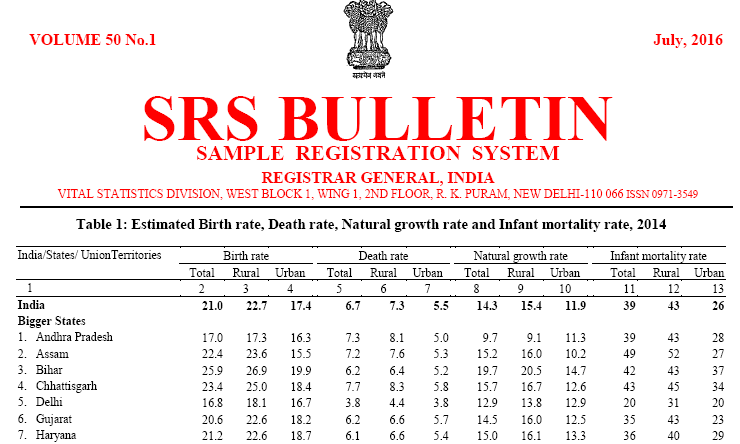 VOLUME 50 No.1 July, 2016
सत्यमेव जयते
SRS BULLETIN
SAMPLE REGISTRATION SYSTEM
REGISTRAR GENERAL, INDIA
VITAL STATISTICS DIVISION, WEST BLOCK 1, WING 1, 2ND FLOOR, R. K. PURAM, NEW DELHI-110 066 ISSN 0971-3549
Table 1: Estimated Birth rate, Death rate, Natural growth rate and Infant mortality rate, 2014
India/States/ UnionTerritories Birth rate Death rate Natural growth rate Infant mortality rate
Total Rural Urban Total Rural Urban Total Rural Urban Total Rural Urban
1 2 3 4 5 6 7 8 9 10 11 12 13
India 21.0 22.7 17.4 6.7 7.3 5.5 14.3 15.4 11.9 39 43 26
Bigger States
1. Andhra Pradesh 17.0 17.3 16.3 7.3 8.1 5.0 9.7 9.1 11.3 39 43 28
2. Assam 22.4 23.6 15.5 7.2 7.6 5.3 15.2 16.0 10.2 49 52 27
3. Bihar 25.9 26.9 19.9 6.2 6.4 5.2 19.7 20.5 14.7 42 43 37
4. Chhattisgarh 23.4 25.0 18.4 7.7 8.3 5.8 15.7 16.7 12.6 43 45 34
5. Delhi 16.8 18.1 16.7 3.8 4.4 3.8 12.9 13.8 12.9 20 31 20
6. Gujarat 20.6 22.6 18.2 6.2 6.6 5.7 14.5 16.0 12.5 35 43 23
7. Haryana 21.2 22.6 18.7 6.1 6.6 5.4 15.0 16.1 13.3 36 40 29